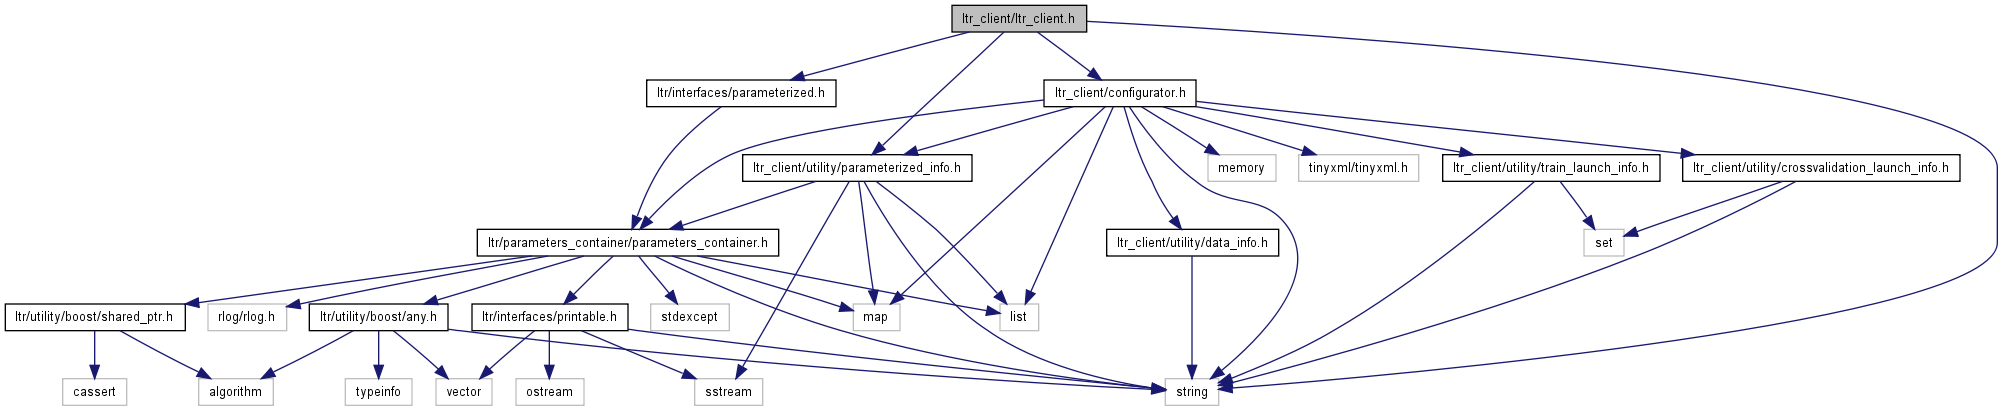 ltr_client/ltr_client.h
ltr/interfaces/parameterized.h
ltr_client/configurator.h
ltr_client/utility/parameterized_info.h
memory
tinyxml/tinyxml.h
ltr_client/utility/train_launch_info.h
ltr_client/utility/crossvalidation_launch_info.h
ltr/parameters_container/parameters_container.h
ltr_client/utility/data_info.h
set
ltr/utility/boost/shared_ptr.h
rlog/rlog.h
ltr/utility/boost/any.h
ltr/interfaces/printable.h
stdexcept
map
list
cassert
algorithm
typeinfo
vector
ostream
sstream
string